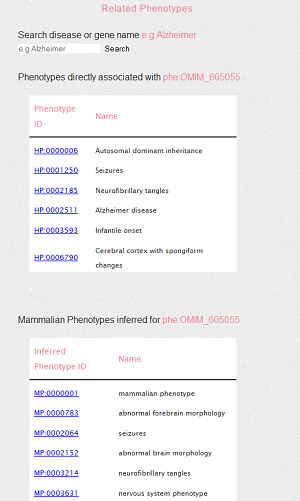 Related Phenotypes
Search disease or gene name e.g Alzheimer
e.g Alzheimer Search
Phenotypes directly associated with phe:OMIM_605055
Phenotype
ID Name
HP:0000006 Autosomal dominant inheritance
HP:0001250 Seizures
HP:0002185 Neurofibrillary tangles
HP:0002511 Alzheimer disease
HP:0003593 Infantile onset
HP:0006790 Cerebral cortex with spongiform
changes
Mammalian Phenotypes inferred for phe:OMIM_605055
Inferred
Phenotype ID Name
MP:0000001 mammalian phenotype
MP:0000783 abnormal forebrain morphology
MP:0002064 seizures
MP:0002152 abnormal brain morphology
MP:0003214 neurofibrillary tangles
MP:0003631 nervous system phenotype